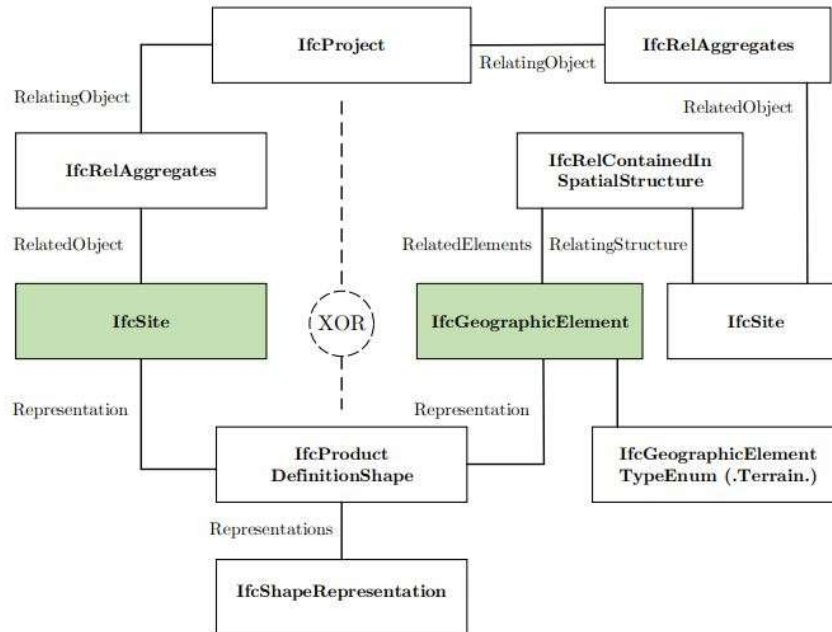 IfcProject
IfcRelAggregates
RelatingObject
RelatingObject
RelatedObject
IfcRelAggregates
IfcRelContainedIn
SpatialStructure
RelatedObject
RelatedElements
RelatingStructure
IfcSite
XOR
IfcGeographicElement
IfcSite
Representation
Representation
IfcProduct
DefinitionShape
IfcGeographicElement
TypeEnum (.Terrain.)
Representations
IfcShapeRepresentation